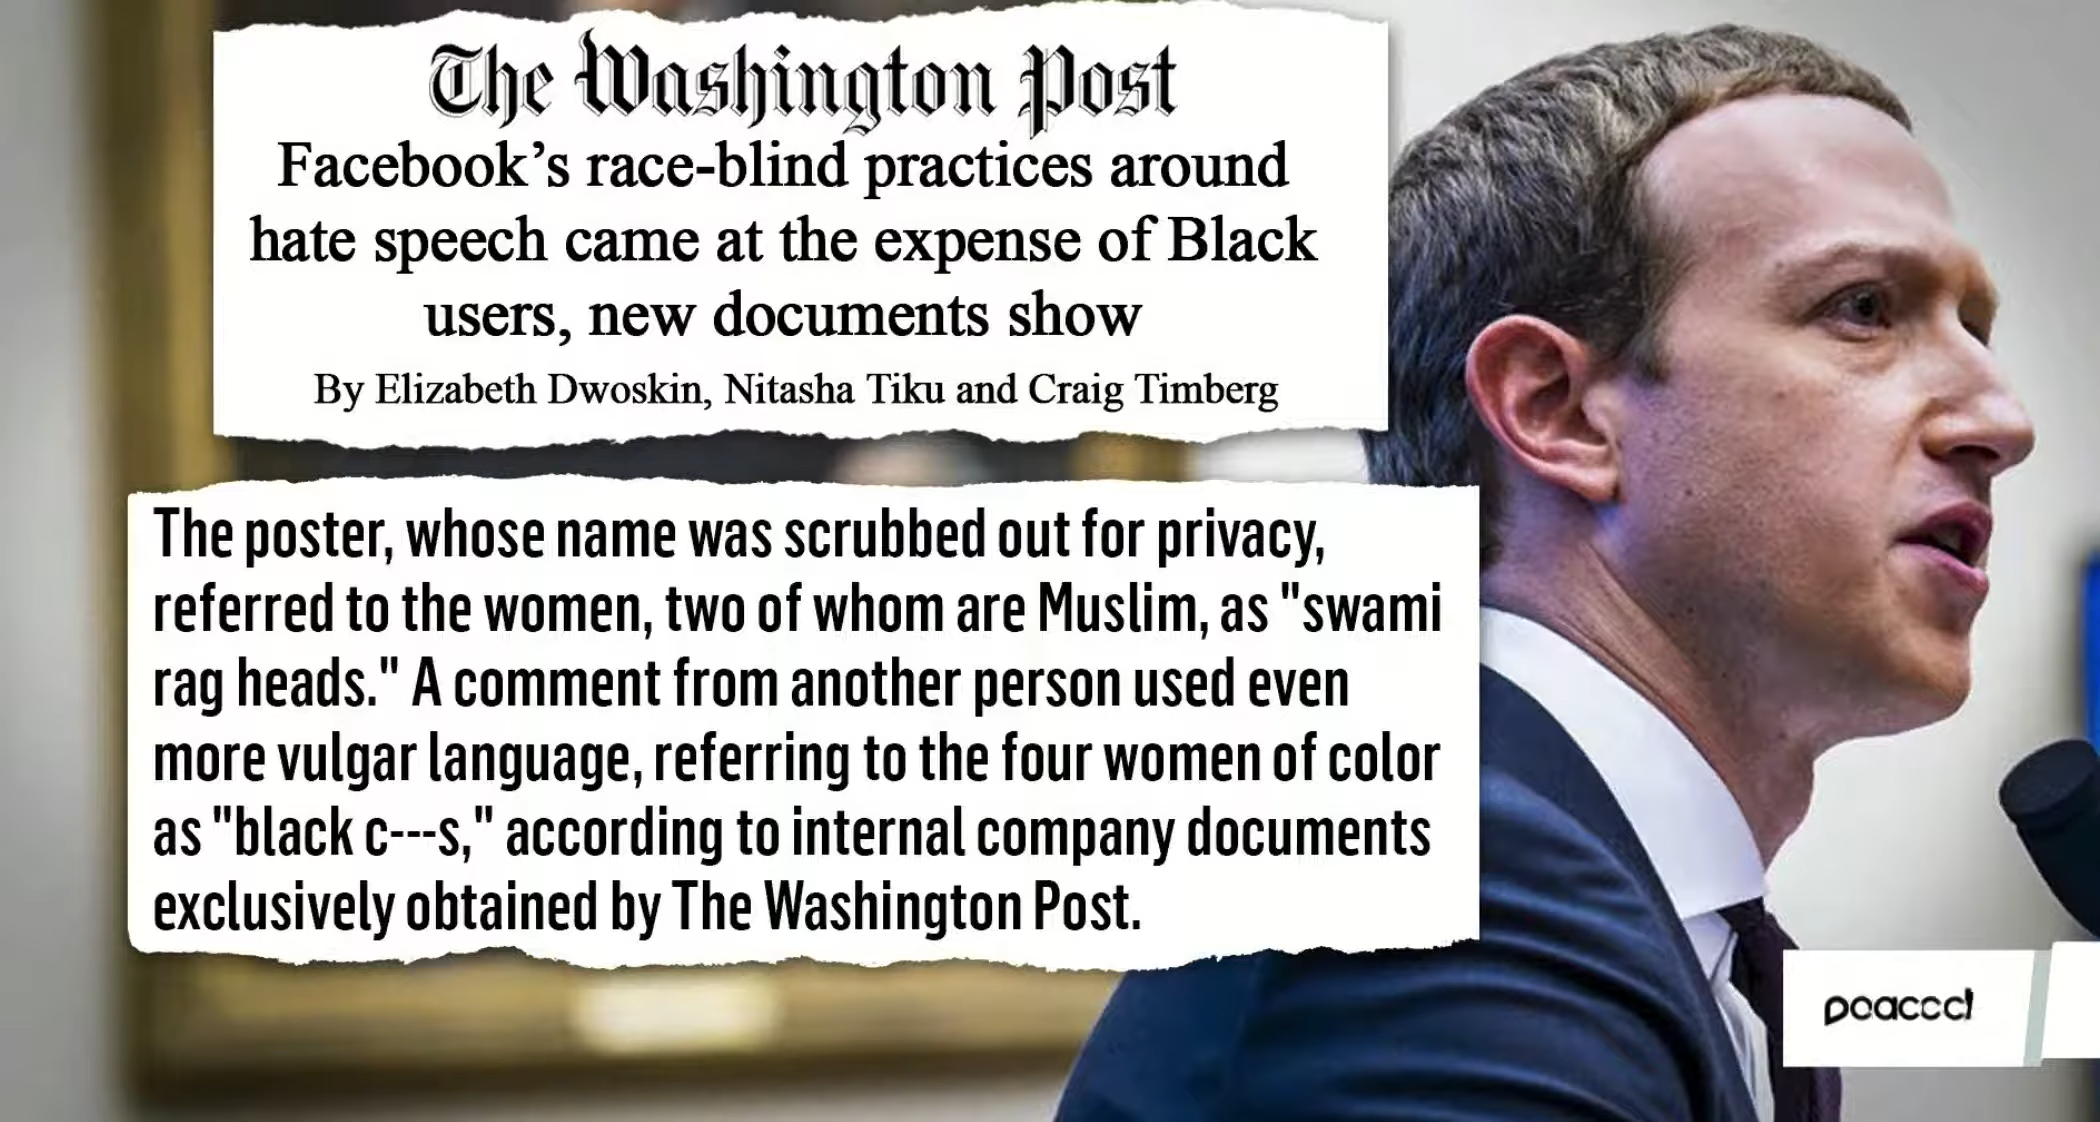 The Washington Post
Facebook's race-blind practices around
hate speech came at the expense of Black
users, new documents show
By Elizabeth Dwoskin, Nitasha Tiku and Craig Timberg
The poster, whose name was scrubbed out for privacy,
referred to the women, two of whom are Muslim, as "swami
rag heads." A comment from another person used even
more vulgar language, referring to the four women of color
as "black c---s," according to internal company documents
exclusively obtained by The Washington Post.